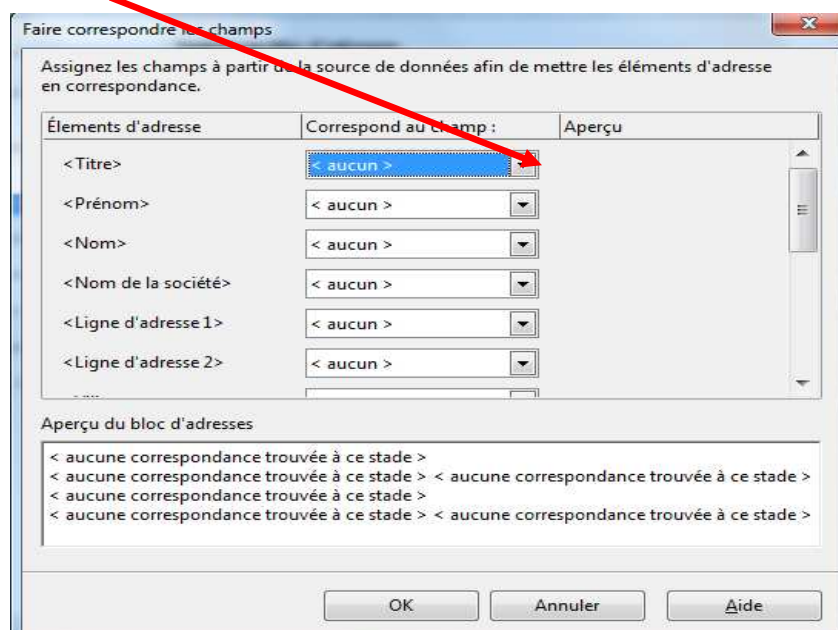 Faire correspondre les champs
Assignez les champs à partir de la source de données afin de mettre les éléments d'adresse
en correspondance.
Élements d'adresse Correspond au champ : Aperçu
<Titre> < aucun >
<Prénom> < aucun >
<Nom> < aucun >
<Nom de la société> < aucun >
<Ligne d'adresse 1> < aucun >
<Ligne d'adresse 2> < aucun >
Aperçu du bloc d'adresses
< aucune correspondance trouvée à ce stade >
< aucune correspondance trouvée à ce stade > < aucune correspondance trouvée à ce stade >
< aucune correspondance trouvée à ce stade >
< aucune correspondance trouvée à ce stade > < aucune correspondance trouvée à ce stade >
OK Annuler Aide